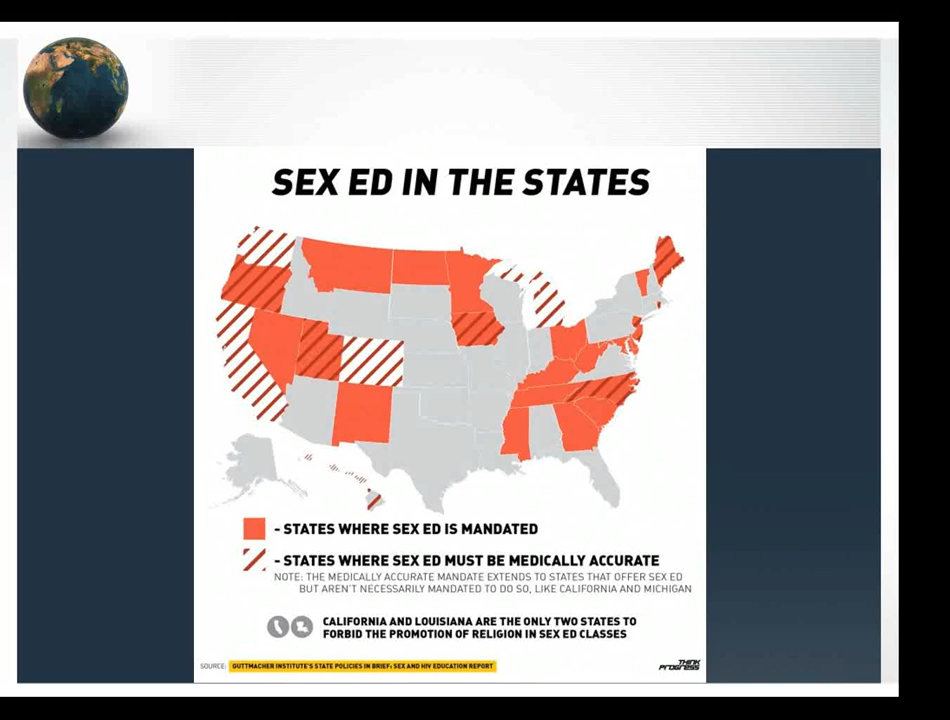 SEX ED IN THE STATES
- STATES WHERE SEX ED IS MANDATED
- STATES WHERE SEX ED MUST BE MEDICALLY ACCURATE
NOTE: THE MEDICALLY ACCURATE MANDATE EXTENDS TO STATES THAT OFFER SEX ED
BUT AREN'T NECESSARILY MANDATED TO DO SO, LIKE CALIFORNIA AND MICHIGAN
CALIFORNIA AND LOUISIANA ARE THE ONLY TWO STATES TO
FORBID THE PROMOTION OF RELIGION IN SEX ED CLASSES
SOURCE: GUTTMACHER INSTITUTE'S STATE POLICIES IN BRIEF: SEX AND HIV EDUCATION REPORT
THINK
PROGRESS